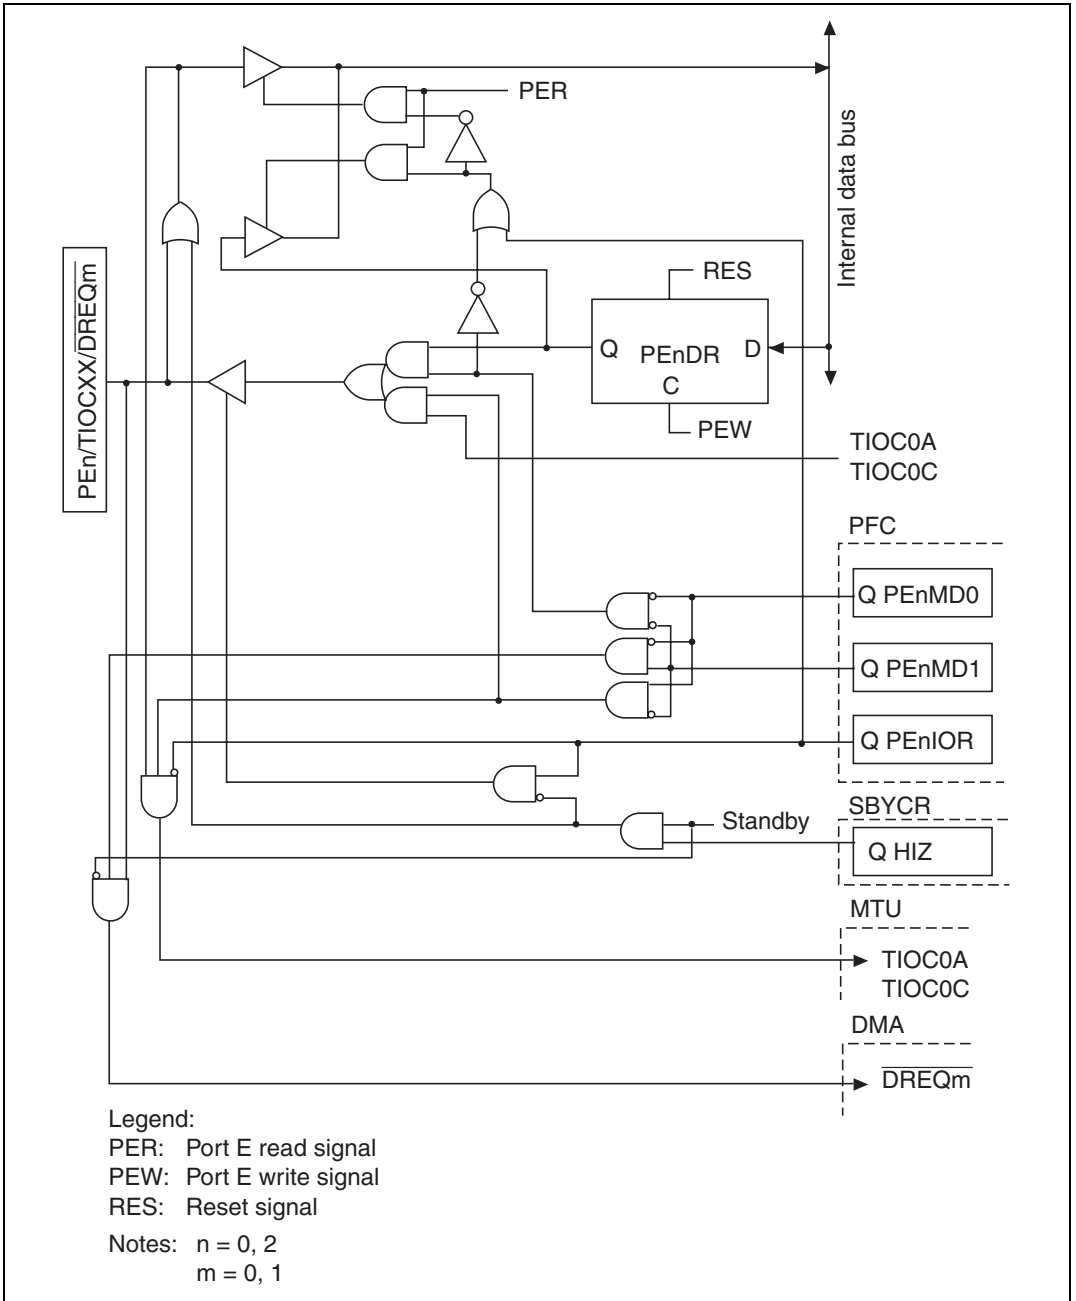 PER
Internal data bus
RES
PEn/TIOCXX/D̅R̅E̅Q̅m̅
Q PEnDR D
C
PEW
TIOC0A
TIOC0C
PFC
Q PEnMD0
Q PEnMD1
Q PEnIOR
SBYCR
Standby
Q HIZ
MTU
TIOC0A
TIOC0C
DMA
D̅R̅E̅Q̅m̅
Legend:
PER: Port E read signal
PEW: Port E write signal
RES: Reset signal
Notes: n = 0, 2
m = 0, 1